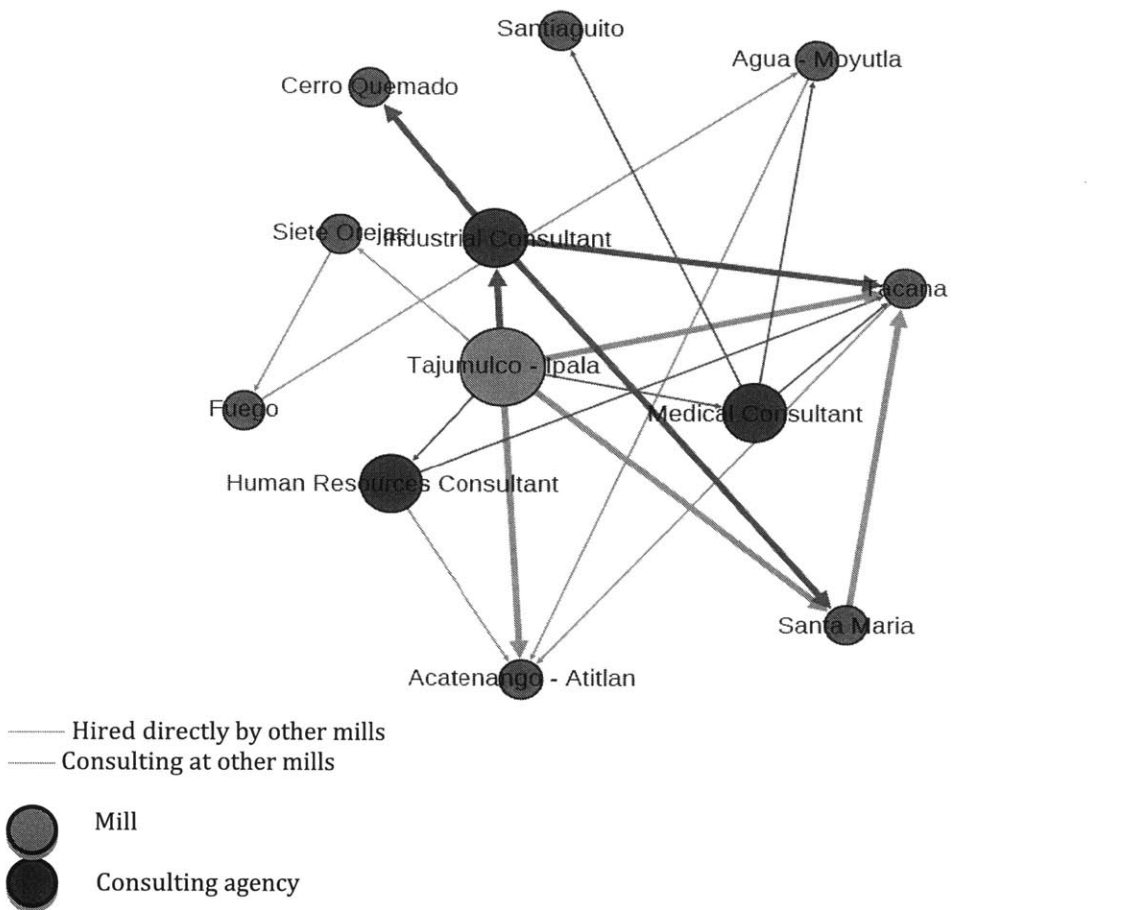 Santiaguito
Agua - Moyutla
Cerro Quemado
Siete Orejas
Industrial Consultant
Tacana
Tajumulco - Ipala
Fuego
Medical Consultant
Human Resources Consultant
Santa Maria
Acatenango - Atitlan
Hired directly by other mills
Consulting at other mills
Mill
Consulting agency